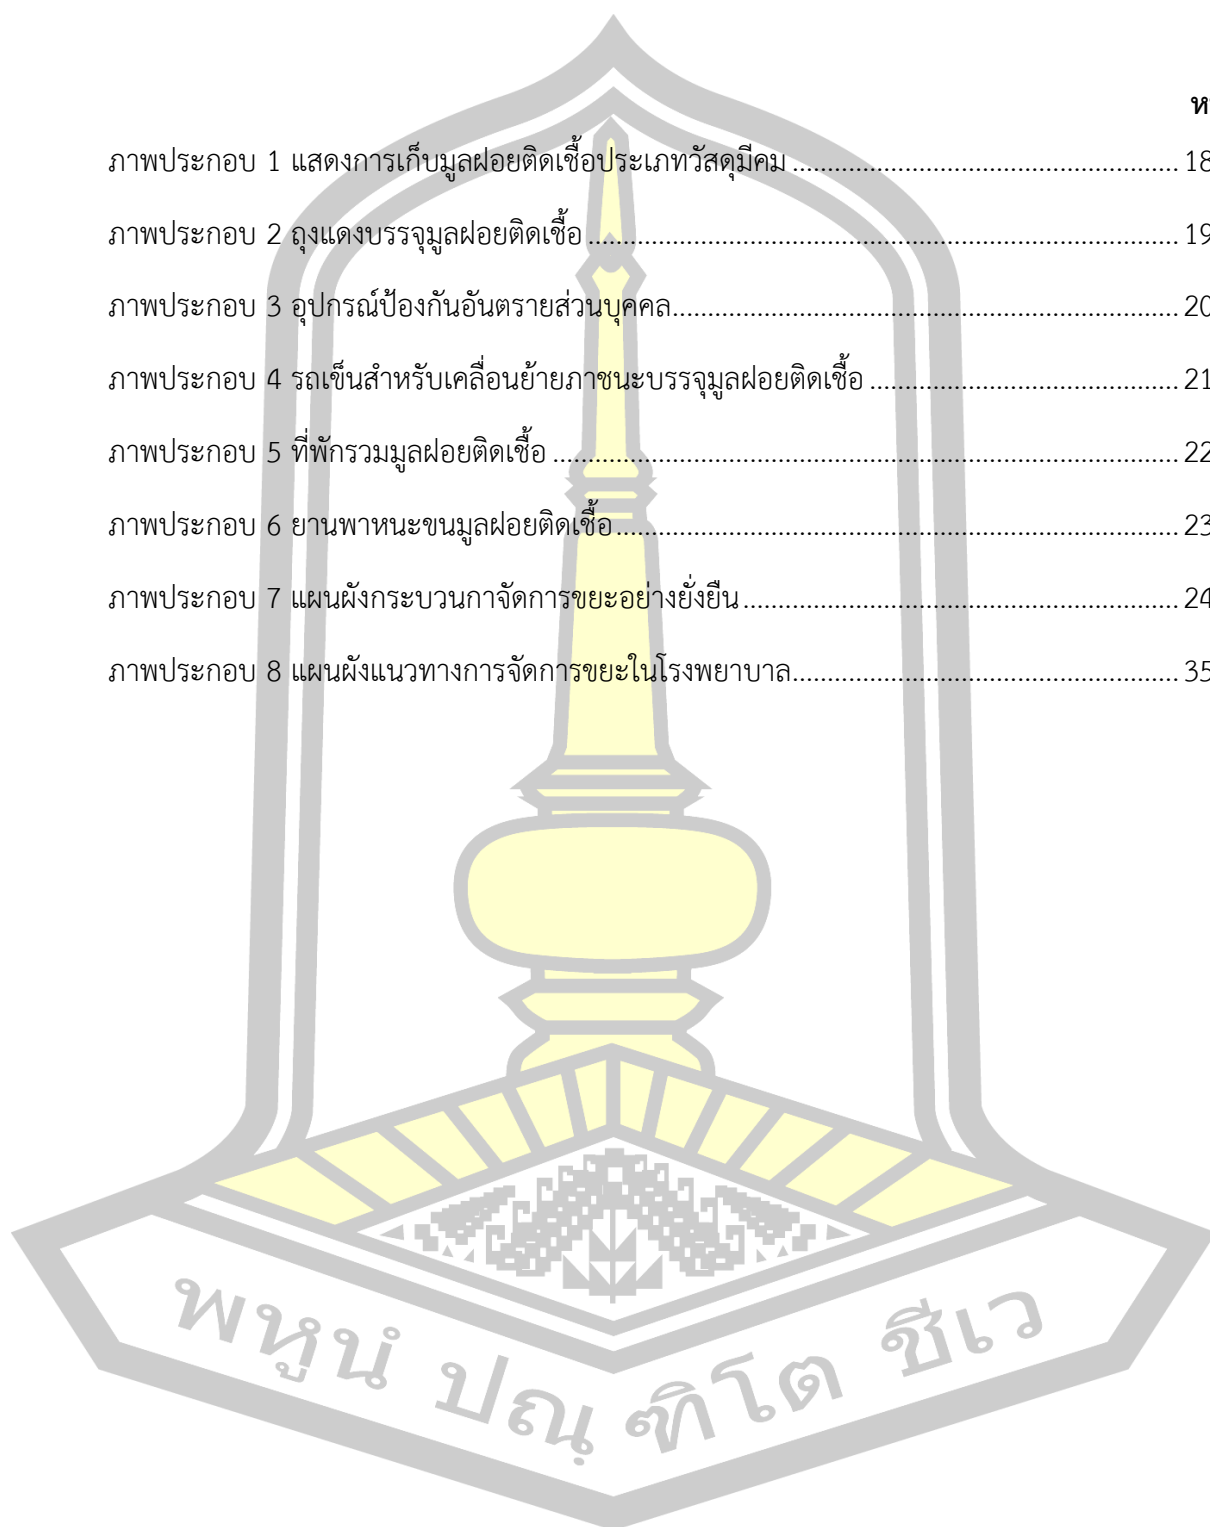 ภาพประกอบ 1 แสดงการเก็บมูลฝอยติดเชื้อประเภทวัสดุมีคม 18
ภาพประกอบ 2 ถุงแดงบรรจุมูลฝอยติดเชื้อ 19
ภาพประกอบ 3 อุปกรณ์ป้องกันอันตรายส่วนบุคคล 20
ภาพประกอบ 4 รถเข็นสำหรับเคลื่อนย้ายภาชนะบรรจุมูลฝอยติดเชื้อ 21
ภาพประกอบ 5 ที่พักรวมมูลฝอยติดเชื้อ 22
ภาพประกอบ 6 ยานพาหนะขนมูลฝอยติดเชื้อ 23
ภาพประกอบ 7 แผนผังกระบวนกาจัดการขยะอย่างยั่งยืน 24
ภาพประกอบ 8 แผนผังแนวทางการจัดการขยะในโรงพยาบาล 35
พหูนํ ปณฺฑิโต ชีเว